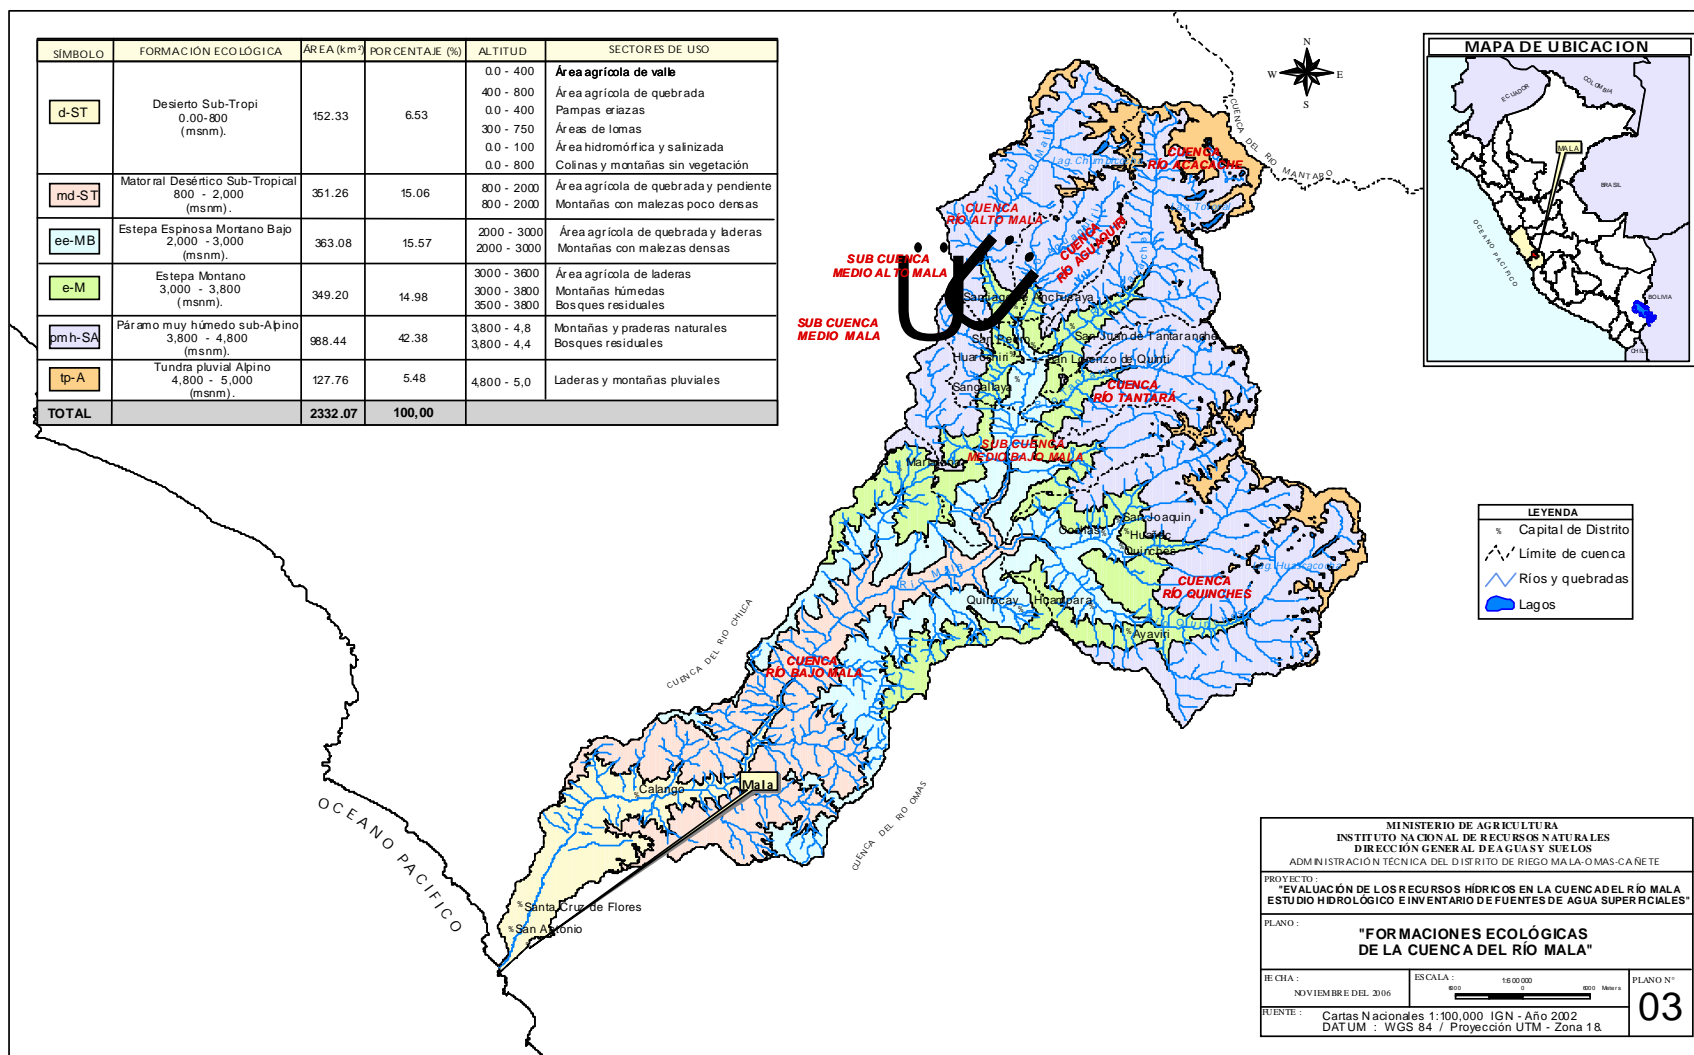 SÍMBOLO FORMACIÓN ECOLÓGICA ÁREA (km²) PORCENTAJE (%) ALTITUD SECTORES DE USO
d-ST Desierto Sub-Tropi 0.00-800 (msnm). 152.33 6.53
0.0 - 400 Área agrícola de valle
400 - 800 Área agrícola de quebrada
0.0 - 400 Pampas eriazas
300 - 750 Áreas de lomas
0.0 - 100 Área hidromórfica y salinizada
0.0 - 800 Colinas y montañas sin vegetación
md-ST Matorral Desértico Sub-Tropical 800 - 2,000 (msnm). 351.26 15.06
800 - 2000 Área agrícola de quebrada y pendiente
800 - 2000 Montañas con malezas poco densas
ee-MB Estepa Espinosa Montano Bajo 2,000 - 3,000 (msnm). 363.08 15.57
2000 - 3000 Área agrícola de quebrada y laderas
2000 - 3000 Montañas con malezas densas
e-M Estepa Montano 3,000 - 3,800 (msnm). 349.20 14.98
3000 - 3600 Área agrícola de laderas
3000 - 3800 Montañas húmedas
3500 - 3800 Bosques residuales
pmh-SA Páramo muy húmedo sub-Alpino 3,800 - 4,800 (msnm). 988.44 42.38
3,800 - 4,8 Montañas y praderas naturales
3,800 - 4,4 Bosques residuales
tp-A Tundra pluvial Alpino 4,800 - 5,000 (msnm). 127.76 5.48
4,800 - 5,0 Laderas y montañas pluviales
TOTAL 2332.07 100,00
N
W E
S
MAPA DE UBICACION
ECUADOR
COLOMBIA
MALA
BRASIL
OCEANO PACIFICO
BOLIVIA
CUENCA DEL RIO MANTARO
CUENCA
RÍO ACACACHE
CUENCA
RÍO ALTO MALA
CUENCA
RÍO AGUAQUIRI
SUB CUENCA
MEDIO ALTO MALA
SUB CUENCA
MEDIO MALA
Río Mala
San Pedro
Huarochiri
San Juan de Tantaranche
San Lorenzo de Quinti
Sangallaya
CUENCA
RÍO TANTARA
SUB CUENCA
MEDIO BAJO MALA
San Joaquin
Huañec
Quinches
Lag. Huascacocha
CUENCA
RÍO QUINCHES
Río Mala
Quinocay
Huampara
Ayaviri
CUENCA DEL RIO CHILCA
CUENCA
RÍO BAJO MALA
CUENCA DEL RIO OMAS
Calango
Mala
Santa Cruz de Flores
San Antonio
OCEANO PACIFICO
LEYENDA
Capital de Distrito
Límite de cuenca
Ríos y quebradas
Lagos
MINISTERIO DE AGRICULTURA
INSTITUTO NACIONAL DE RECURSOS NATURALES
DIRECCIÓN GENERAL DE AGUAS Y SUELOS
ADMINISTRACIÓN TÉCNICA DEL DISTRITO DE RIEGO MALA-OMAS-CAÑETE
PROYECTO :
"EVALUACIÓN DE LOS RECURSOS HÍDRICOS EN LA CUENCA DEL RÍO MALA
ESTUDIO HIDROLÓGICO E INVENTARIO DE FUENTES DE AGUA SUPERFICIALES"
PLANO :
"FORMACIONES ECOLÓGICAS
DE LA CUENCA DEL RÍO MALA"
FECHA :
NOVIEMBRE DEL 2006
ESCALA :
1:600000
6000 0 6000 Meters
PLANO N°
03
FUENTE :
Cartas Nacionales 1:100,000 IGN - Año 2002
DATUM : WGS 84 / Proyección UTM - Zona 18.